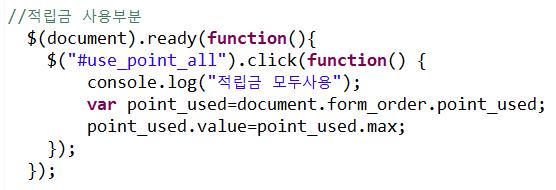 //적립금 사용부분
$(document).ready(function(){
$("#use_point_all").click(function() {
console.log("적립금 모두사용");
var point_used=document.form_order.point_used;
point_used.value=point_used.max;
});
});